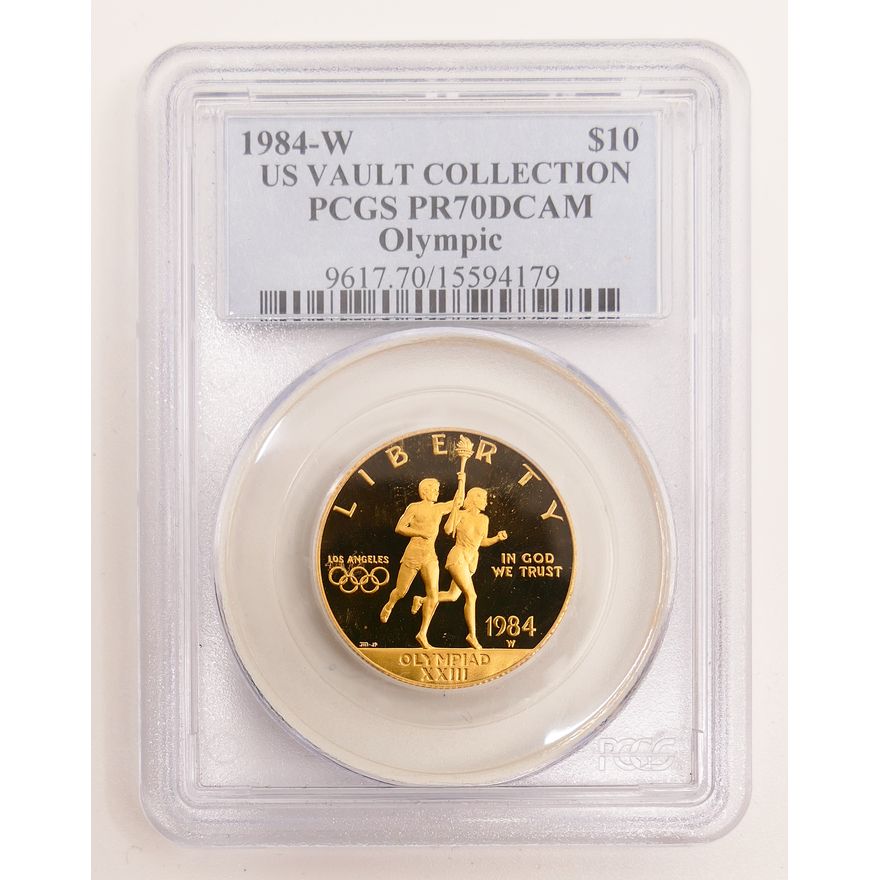 1984-W $10
US VAULT COLLECTION
PCGS PR70DCAM
Olympic
9617.70/15594179
LIBERTY
LOS ANGELES
IN GOD
WE TRUST
1984
W
OLYMPIAD
XXIII
PCGS